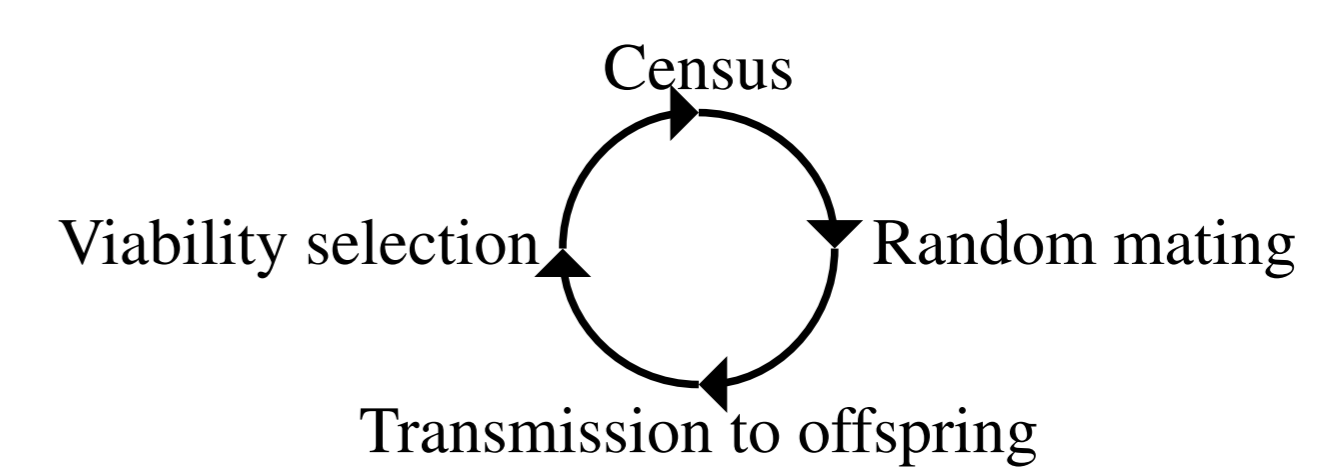 Census
Viability selection
Random mating
Transmission to offspring